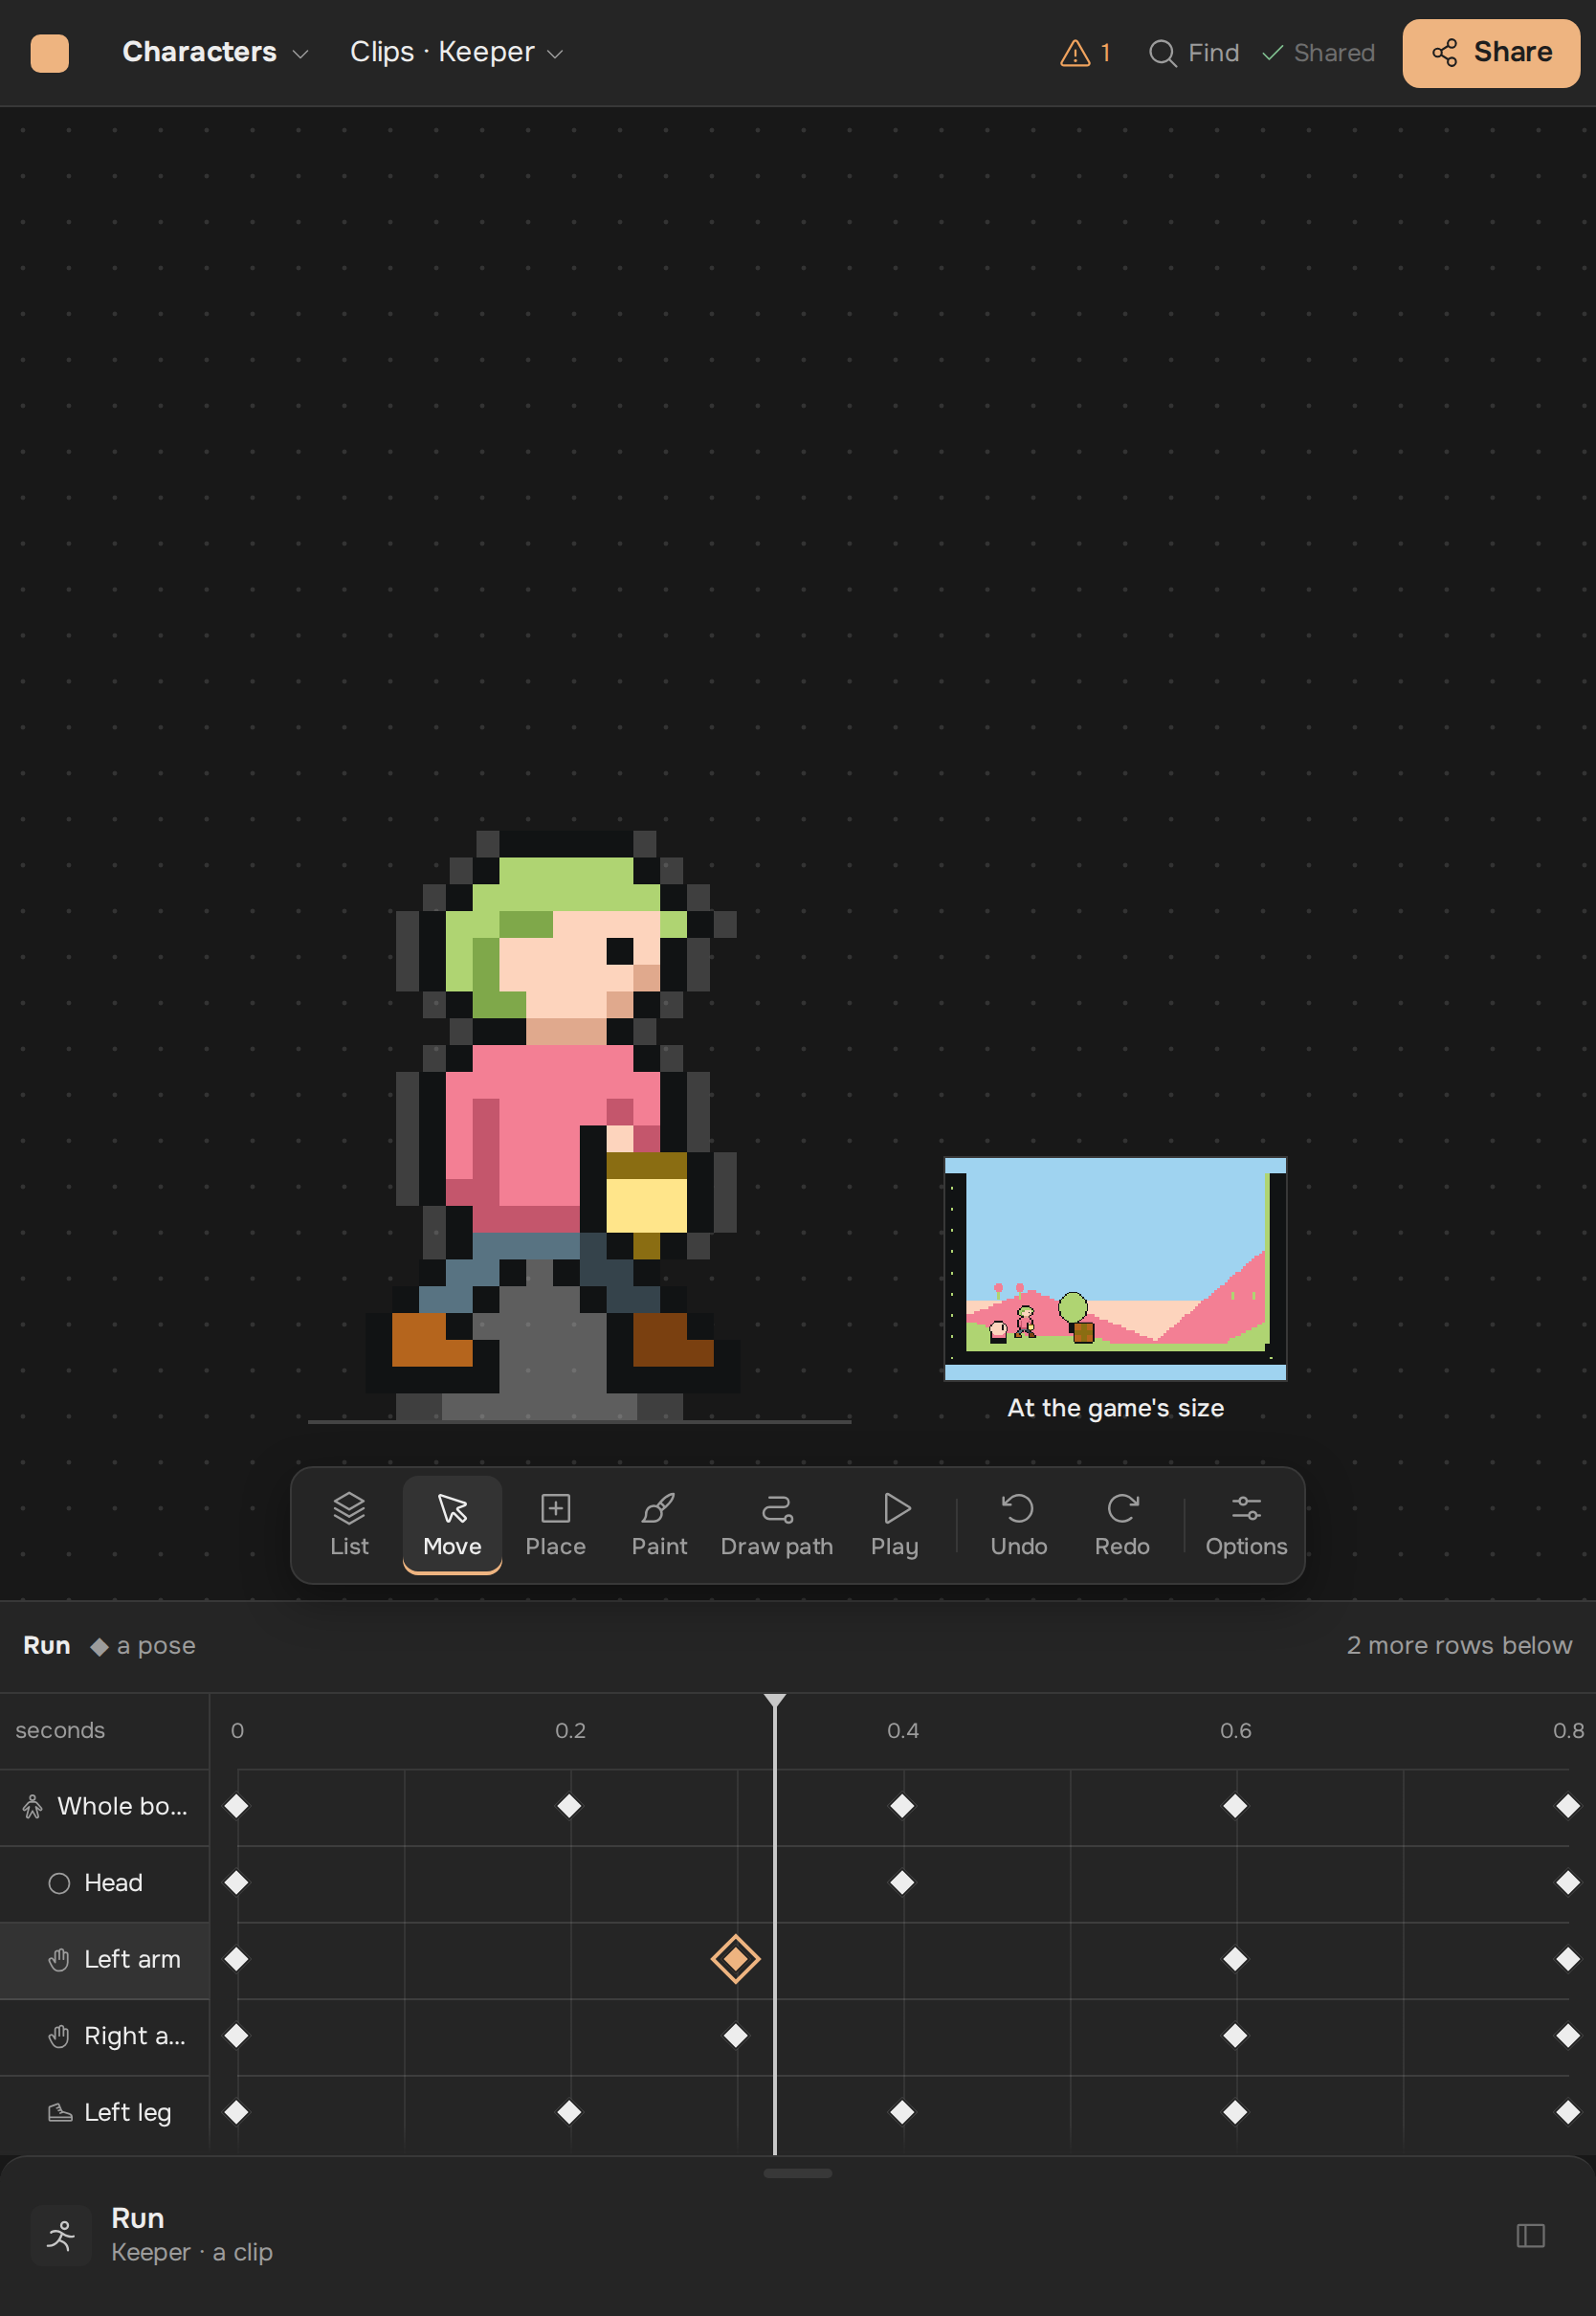 Characters
Clips · Keeper
1
Find
Shared
Share
At the game's size
List
Move
Place
Paint
Draw path
Play
Undo
Redo
Options
Run ◆ a pose
2 more rows below
seconds 0 0.2 0.4 0.6 0.8
Whole bo...
Head
Left arm
Right a...
Left leg
Run
Keeper · a clip